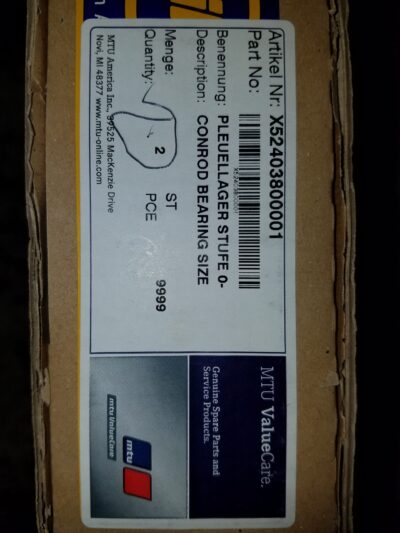 Artikel Nr: X52403800001
Part No:
X52403800001
Benennung: PLEUELLAGER STUFE 0-
Description: CONROD BEARING SIZE
Menge: 2 ST 9999
Quantity: PCE
MTU America Inc., 39525 MacKenzie Drive
Novi, MI 48377 www.mtu-online.com
MTU ValueCare.
Genuine Spare Parts and
Service Products.
mtu
mtu ValueCare